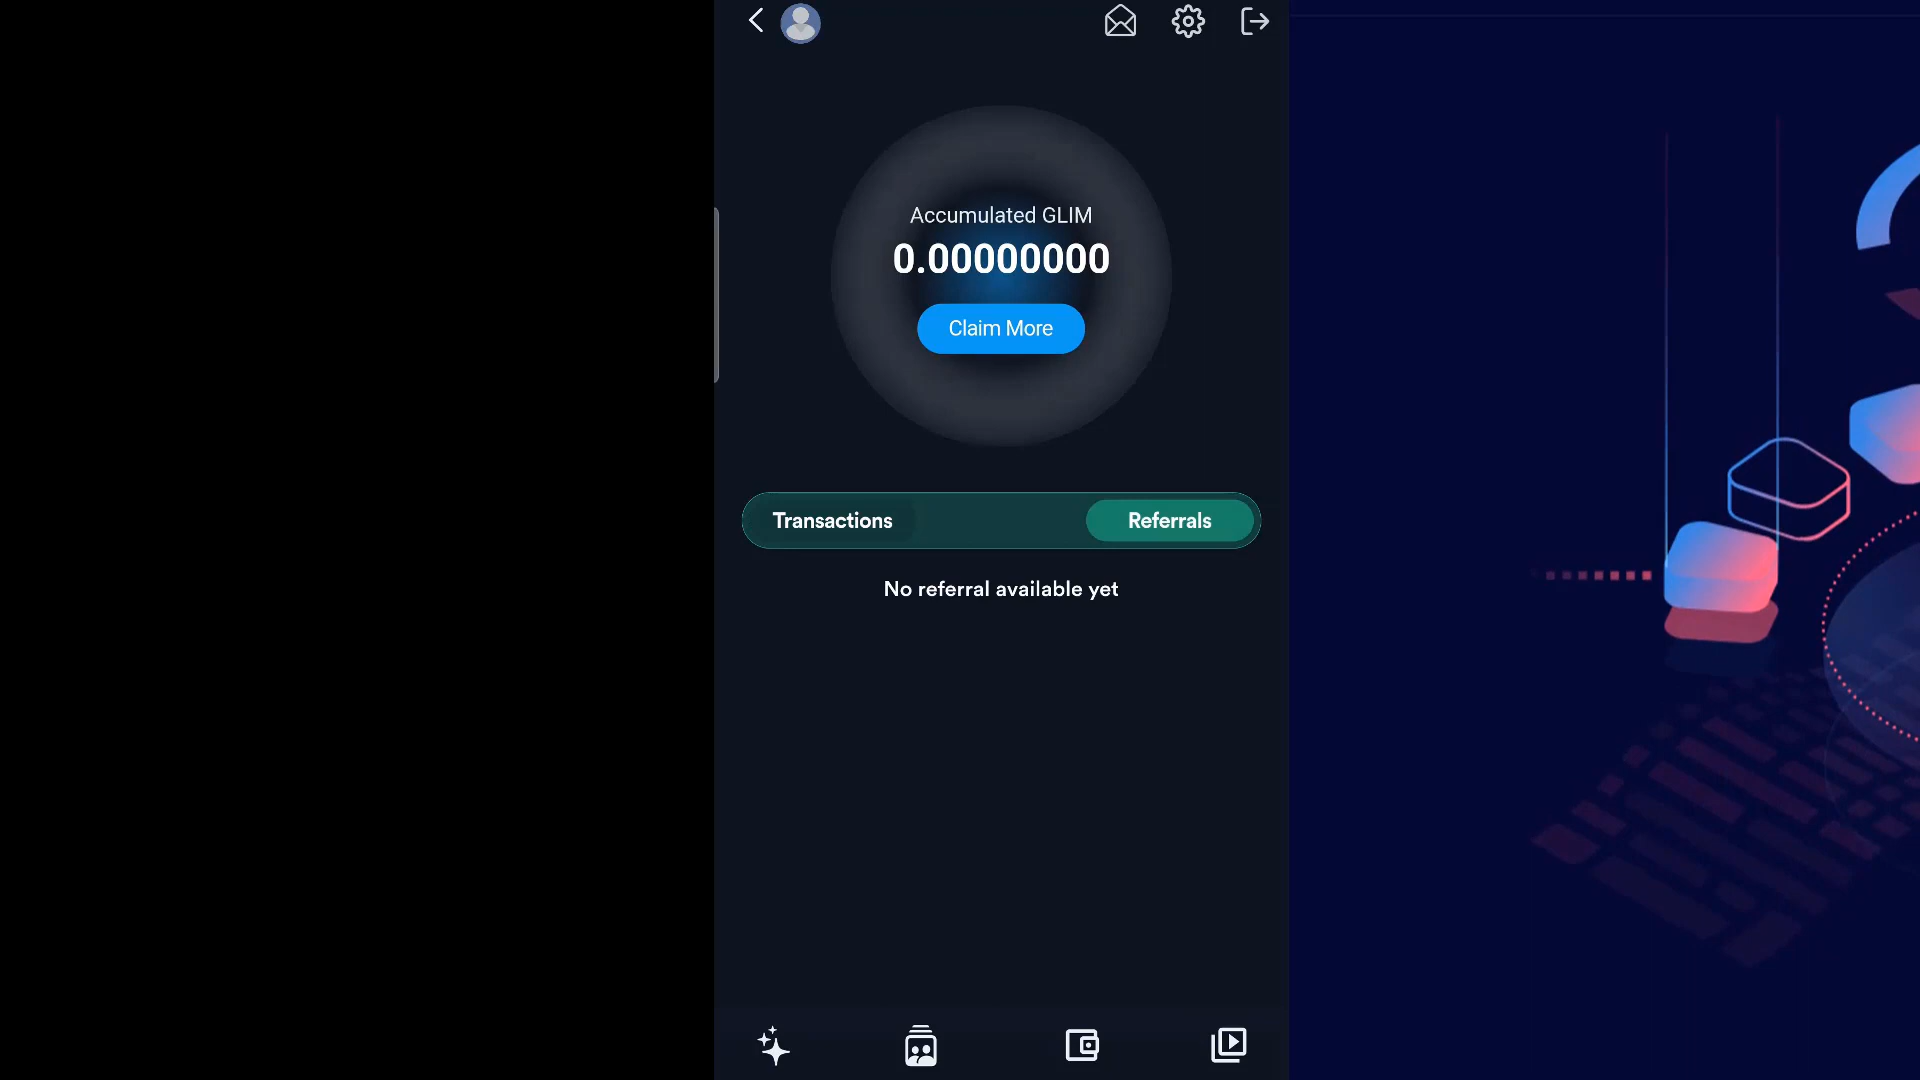 Accumulated GLIM
0.00000000
Claim More
Transactions
Referrals
No referral available yet